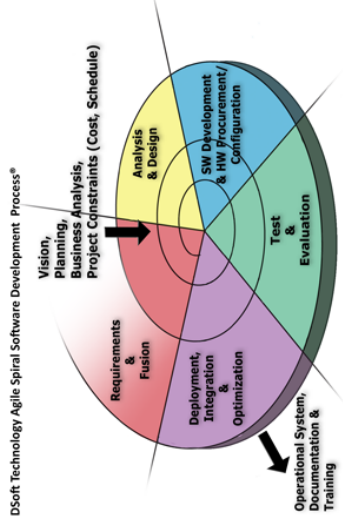 DSoft Technology Agile Spiral Software Development Process®
Vision,
Planning,
Business Analysis,
Project Constraints (Cost, Schedule)
Requirements
&
Fusion
Analysis
& Design
SW Development
& HW Procurement/
Configuration
Test
&
Evaluation
Deployment,
Integration
&
Optimization
Operational System,
Documentation &
Training